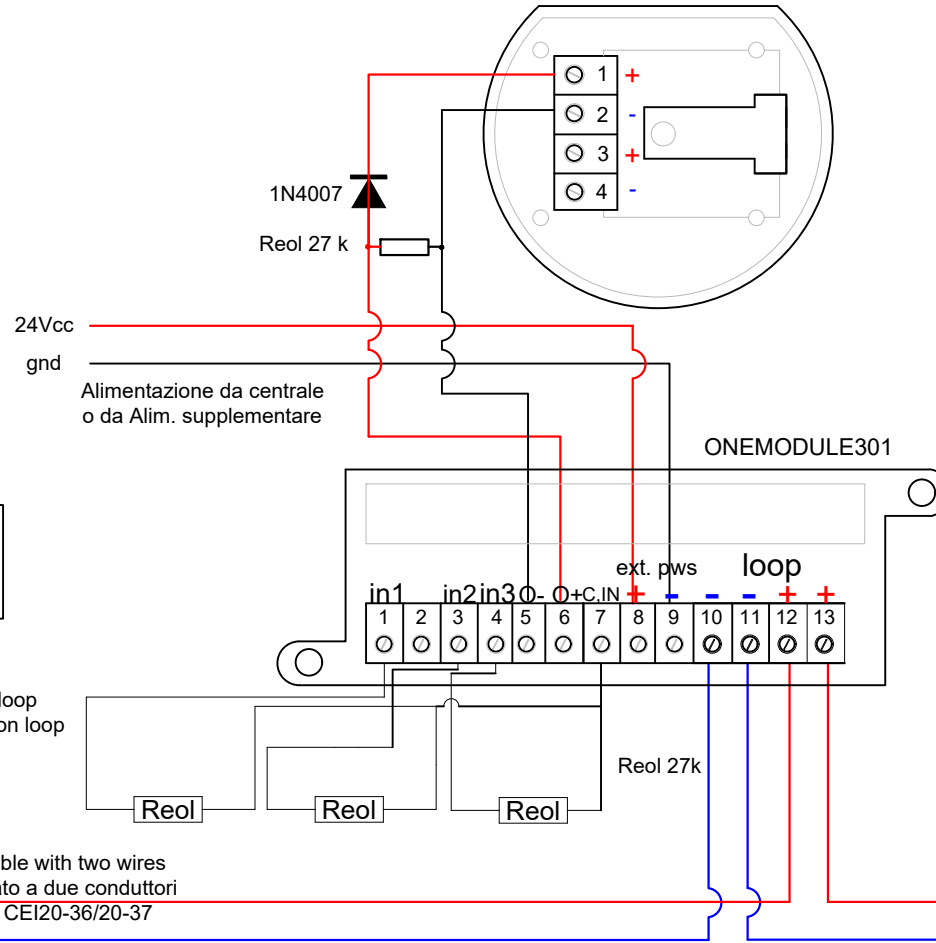 1 +
2 -
3 +
4 -
1N4007
Reol 27 k
24Vcc
gnd
Alimentazione da centrale
o da Alim. supplementare
ONEMODULE301
ext. pws loop
in1 in2 in3 O- O+ C,IN + - - - + +
1 2 3 4 5 6 7 8 9 10 11 12 13
loop
on loop
Reol 27k
Reol Reol Reol
ble with two wires
ato a due conduttori
CEI20-36/20-37